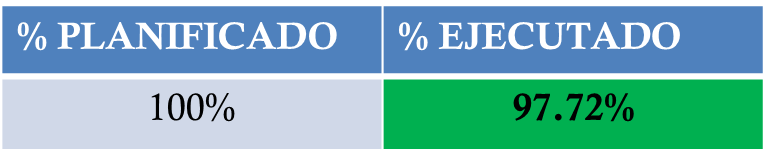 % PLANIFICADO % EJECUTADO
100% 97.72%